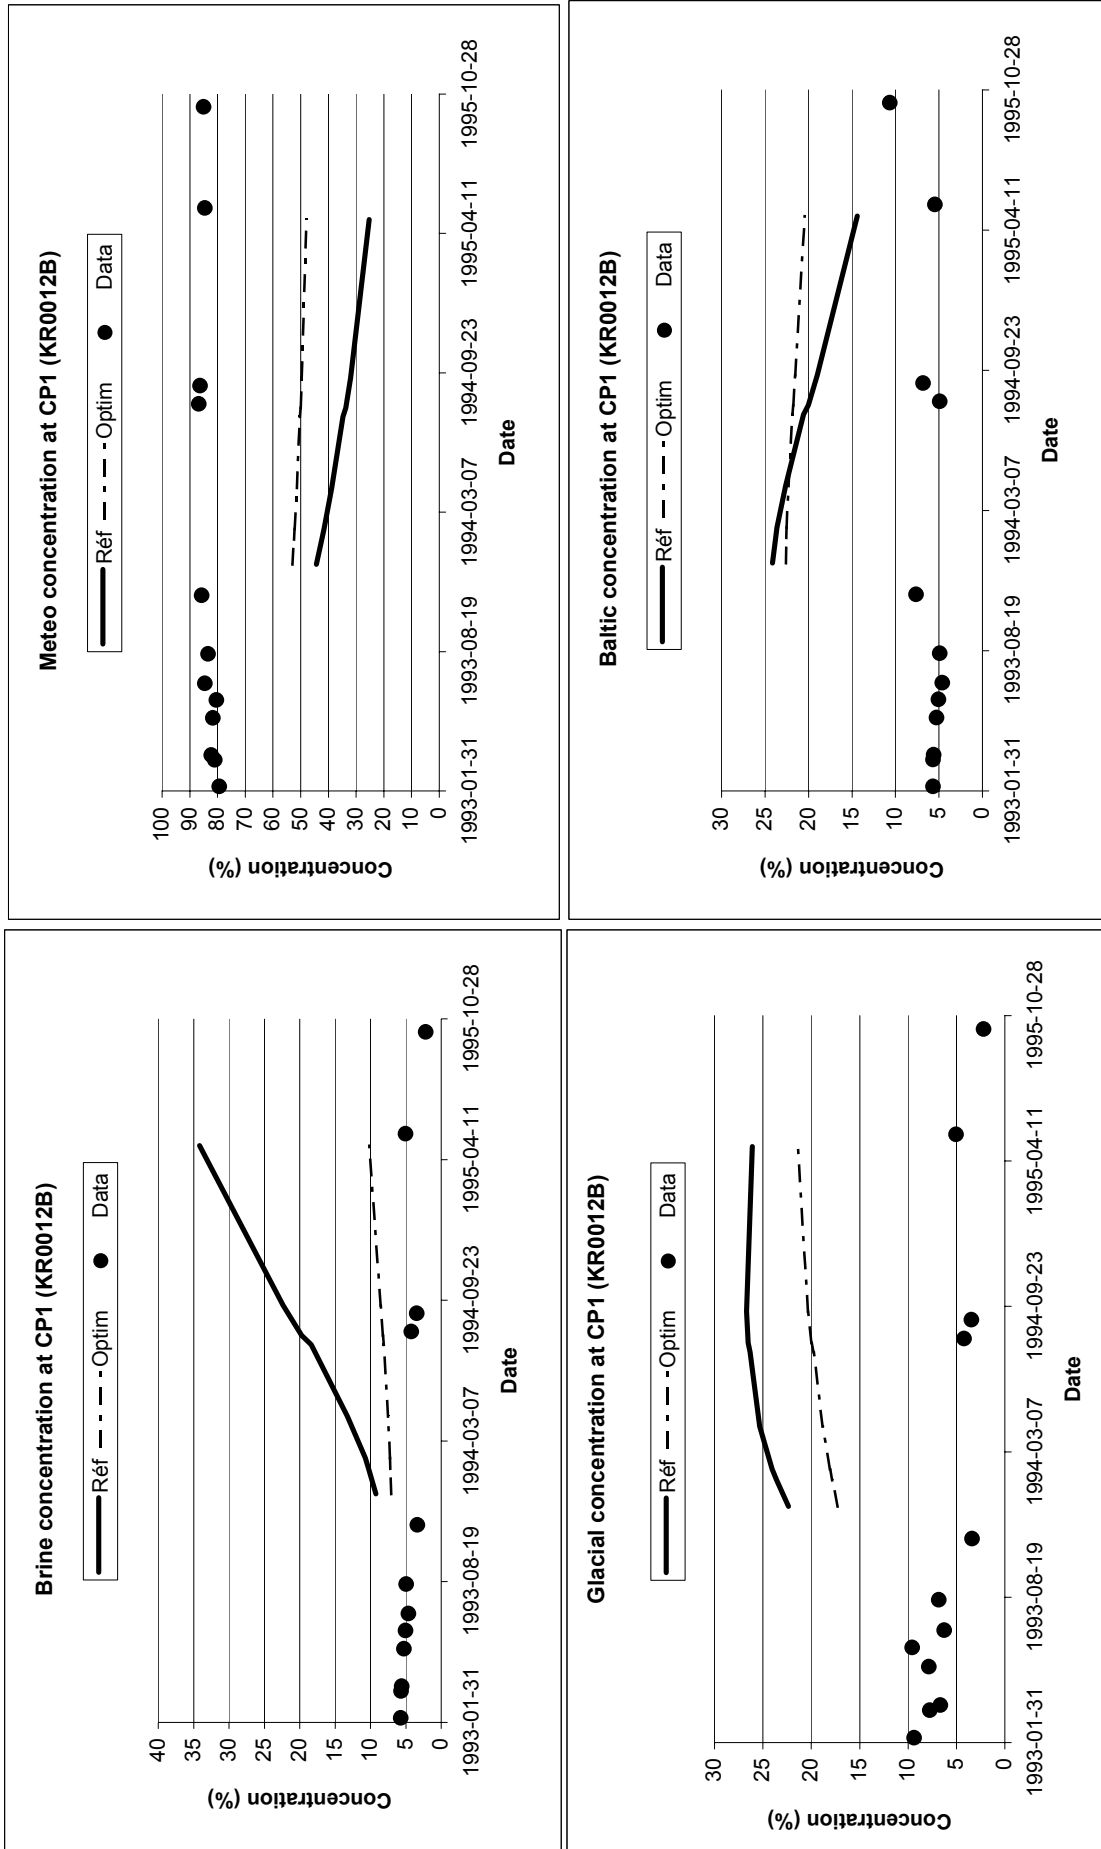 Brine concentration at CP1 (KR0012B)
Réf Optim Data
40
35
30
25
20
15
10
5
0
Concentration (%)
1993-01-31 1993-08-19 1994-03-07 1994-09-23 1995-04-11 1995-10-28
Date
Meteo concentration at CP1 (KR0012B)
Réf Optim Data
100
90
80
70
60
50
40
30
20
10
0
Concentration (%)
1993-01-31 1993-08-19 1994-03-07 1994-09-23 1995-04-11 1995-10-28
Date
Glacial concentration at CP1 (KR0012B)
Réf Optim Data
30
25
20
15
10
5
0
Concentration (%)
1993-01-31 1993-08-19 1994-03-07 1994-09-23 1995-04-11 1995-10-28
Date
Baltic concentration at CP1 (KR0012B)
Réf Optim Data
30
25
20
15
10
5
0
Concentration (%)
1993-01-31 1993-08-19 1994-03-07 1994-09-23 1995-04-11 1995-10-28
Date